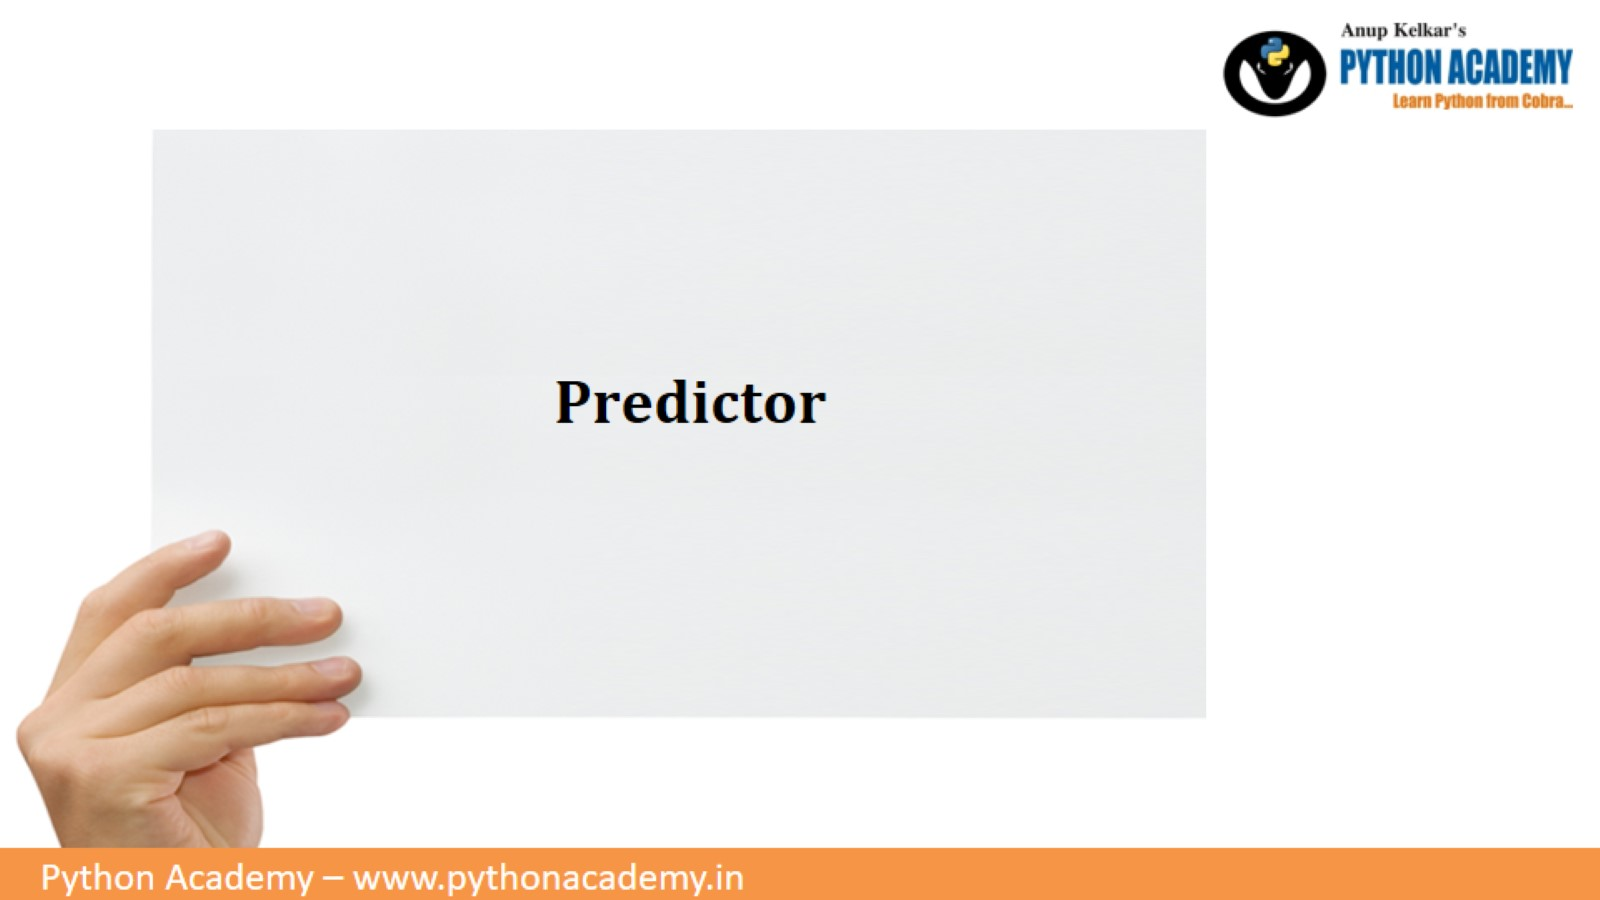 Anup Kelkar's
PYTHON ACADEMY
Learn Python from Cobra...
Predictor
Python Academy – www.pythonacademy.in